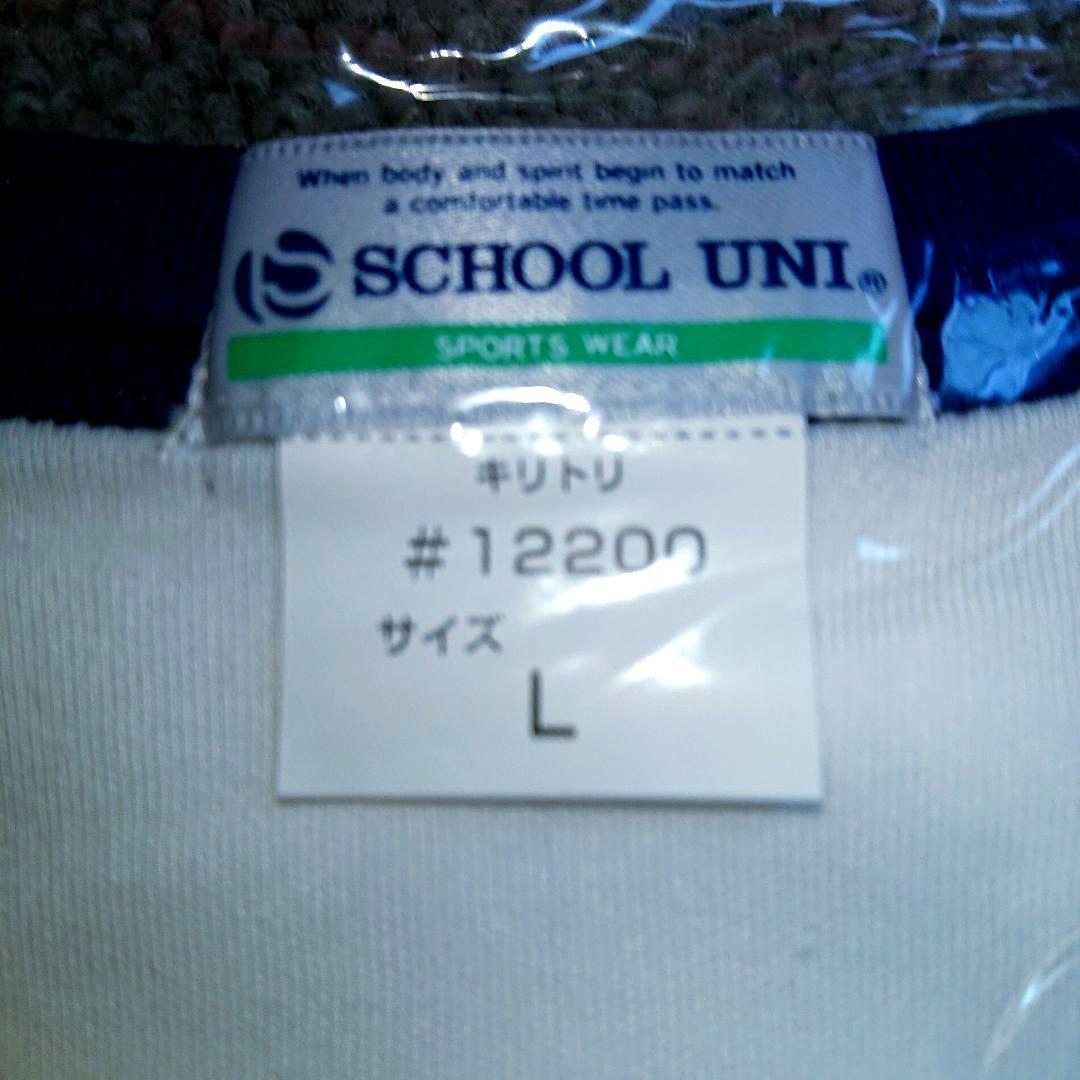 When body and spirit begin to match
a comfortable time pass.
SCHOOL UNI®
SPORTS WEAR
キリトリ
#12200
サイズ
L